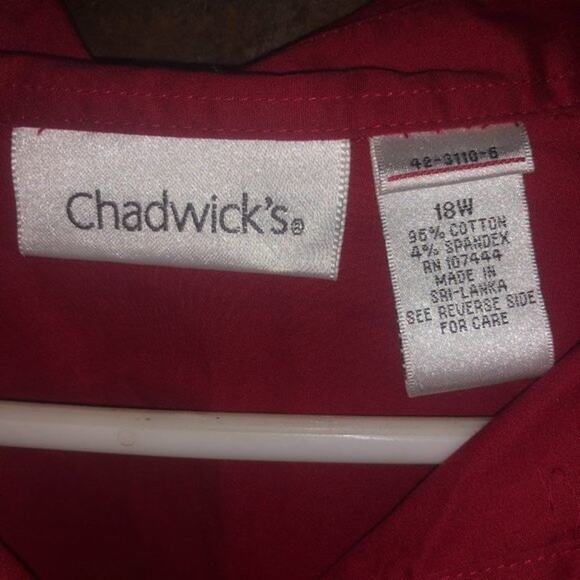 Chadwick's®
42-3110-6
18W
96% COTTON
4% SPANDEX
RN 107444
MADE IN
SRI-LANKA
SEE REVERSE SIDE
FOR CARE